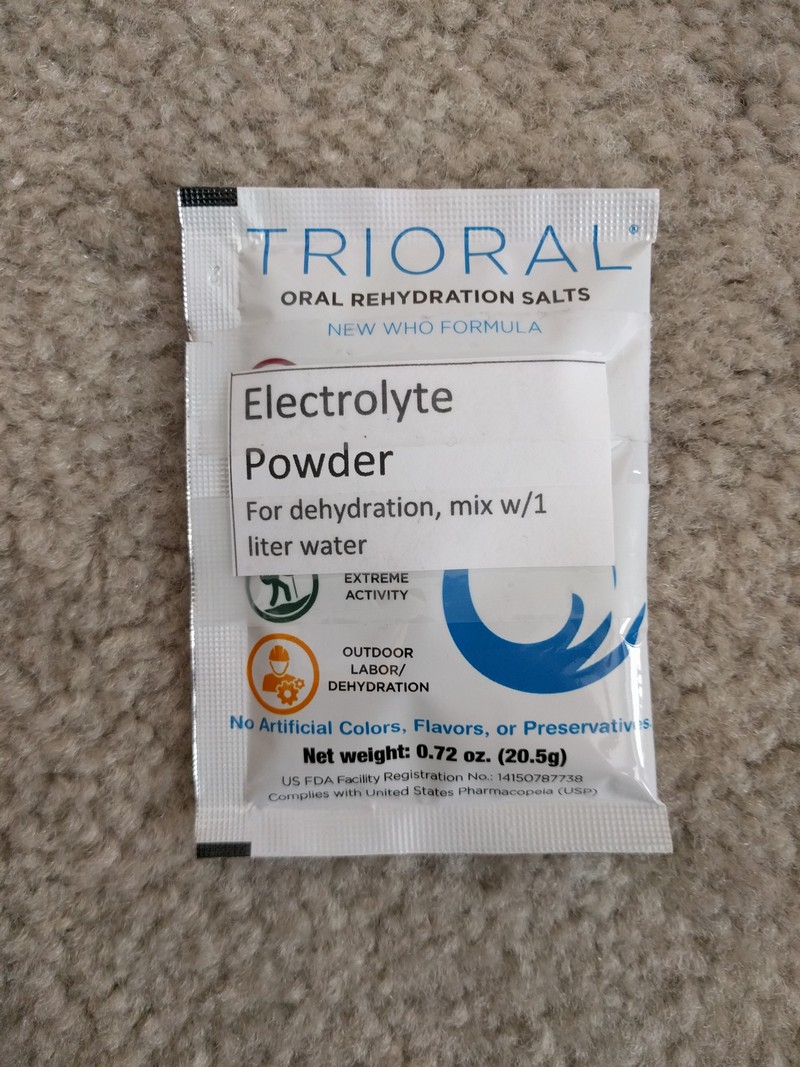 TRIORAL®
ORAL REHYDRATION SALTS
NEW WHO FORMULA
Electrolyte
Powder
For dehydration, mix w/1
liter water
EXTREME
ACTIVITY
OUTDOOR
LABOR/
DEHYDRATION
No Artificial Colors, Flavors, or Preservatives
Net weight: 0.72 oz. (20.5g)
US FDA Facility Registration No.: 14150787738
Complies with United States Pharmacopeia (USP)